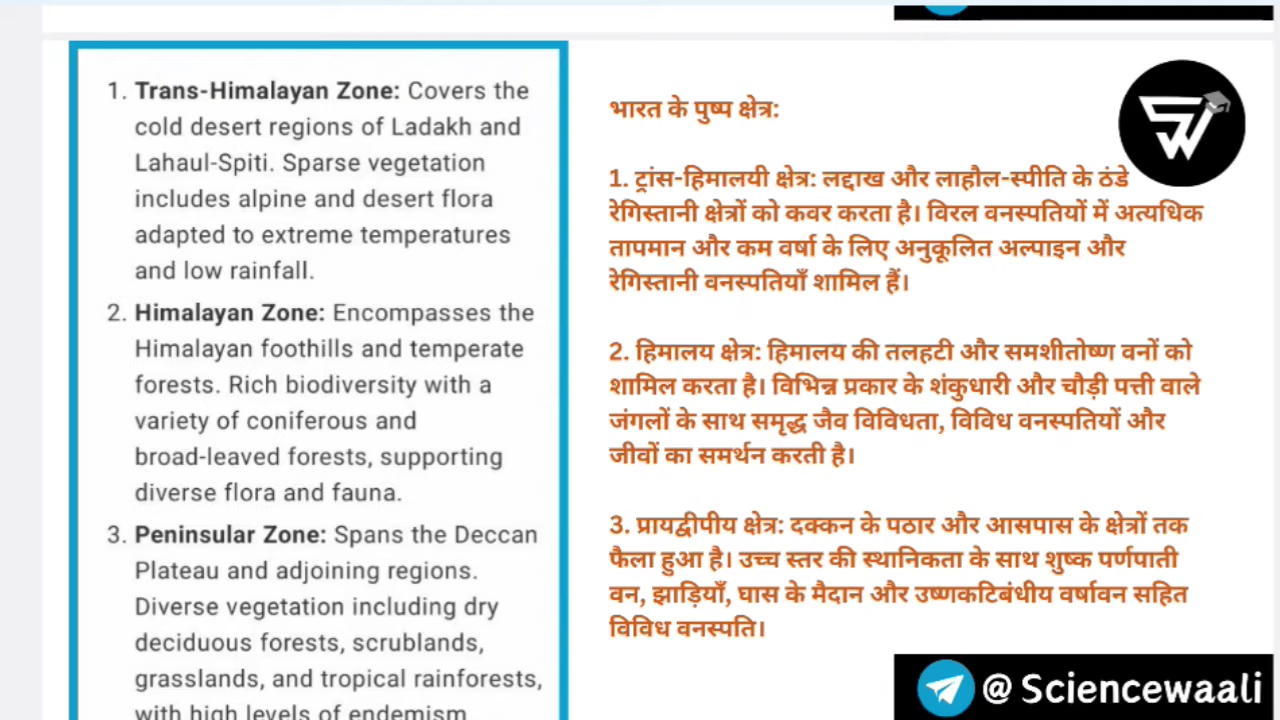 1. Trans-Himalayan Zone: Covers the
cold desert regions of Ladakh and
Lahaul-Spiti. Sparse vegetation
includes alpine and desert flora
adapted to extreme temperatures
and low rainfall.
2. Himalayan Zone: Encompasses the
Himalayan foothills and temperate
forests. Rich biodiversity with a
variety of coniferous and
broad-leaved forests, supporting
diverse flora and fauna.
3. Peninsular Zone: Spans the Deccan
Plateau and adjoining regions.
Diverse vegetation including dry
deciduous forests, scrublands,
grasslands, and tropical rainforests,
with high levels of endemism
भारत के पुष्प क्षेत्र:
1. ट्रांस-हिमालयी क्षेत्र: लद्दाख और लाहौल-स्पीति के ठंडे
रेगिस्तानी क्षेत्रों को कवर करता है। विरल वनस्पतियों में अत्यधिक
तापमान और कम वर्षा के लिए अनुकूलित अल्पाइन और
रेगिस्तानी वनस्पतियाँ शामिल हैं।
2. हिमालय क्षेत्र: हिमालय की तलहटी और समशीतोष्ण वनों को
शामिल करता है। विभिन्न प्रकार के शंकुधारी और चौड़ी पत्ती वाले
जंगलों के साथ समृद्ध जैव विविधता, विविध वनस्पतियों और
जीवों का समर्थन करती है।
3. प्रायद्वीपीय क्षेत्र: दक्कन के पठार और आसपास के क्षेत्रों तक
फैला हुआ है। उच्च स्तर की स्थानिकता के साथ शुष्क पर्णपाती
वन, झाड़ियाँ, घास के मैदान और उष्णकटिबंधीय वर्षावन सहित
विविध वनस्पति।
SW
@ Sciencewaali